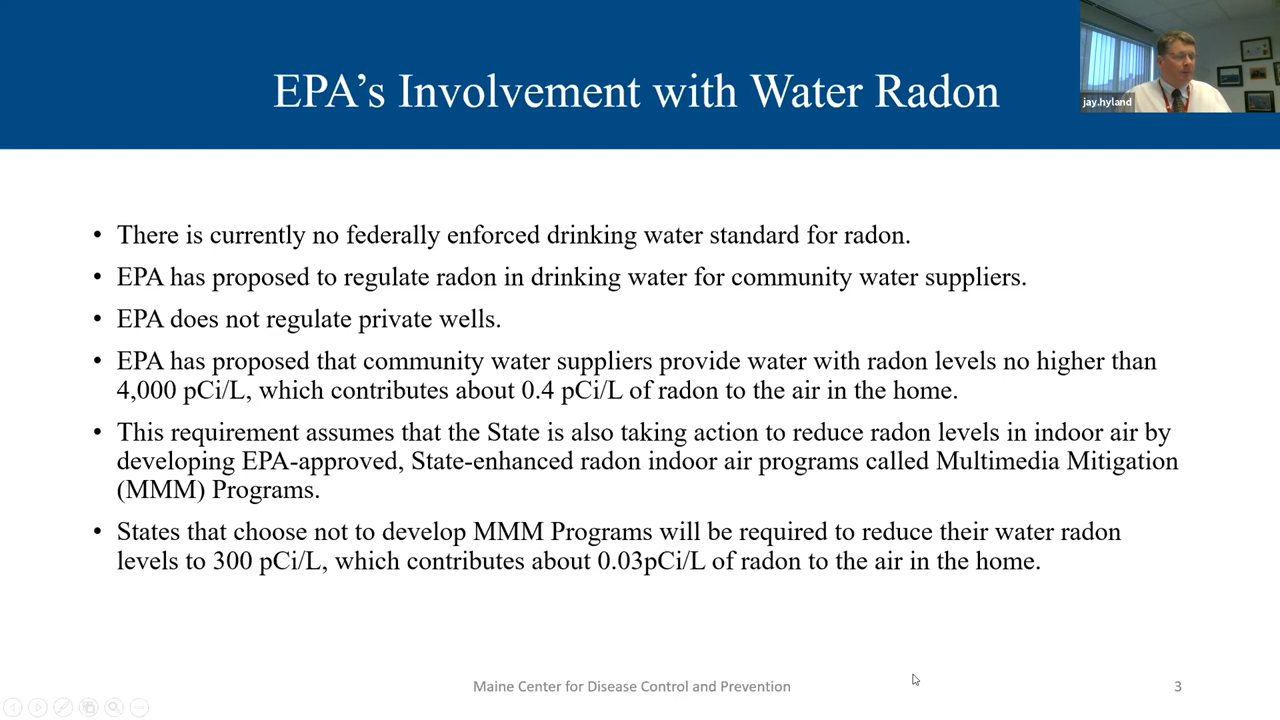 EPA's Involvement with Water Radon
jay.hyland
• There is currently no federally enforced drinking water standard for radon.
• EPA has proposed to regulate radon in drinking water for community water suppliers.
• EPA does not regulate private wells.
• EPA has proposed that community water suppliers provide water with radon levels no higher than
4,000 pCi/L, which contributes about 0.4 pCi/L of radon to the air in the home.
• This requirement assumes that the State is also taking action to reduce radon levels in indoor air by
developing EPA-approved, State-enhanced radon indoor air programs called Multimedia Mitigation
(MMM) Programs.
• States that choose not to develop MMM Programs will be required to reduce their water radon
levels to 300 pCi/L, which contributes about 0.03pCi/L of radon to the air in the home.
Maine Center for Disease Control and Prevention
3